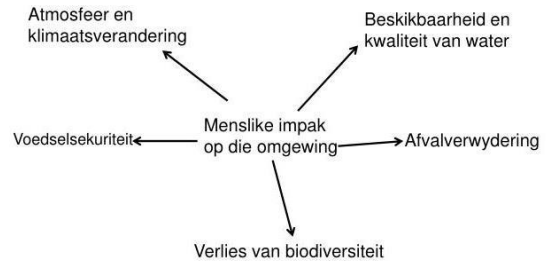 Atmosfeer en
klimaatsverandering
Beskikbaarheid en
kwaliteit van water
Menslike impak
op die omgewing
Voedselsekuriteit
Afvalverwydering
Verlies van biodiversiteit